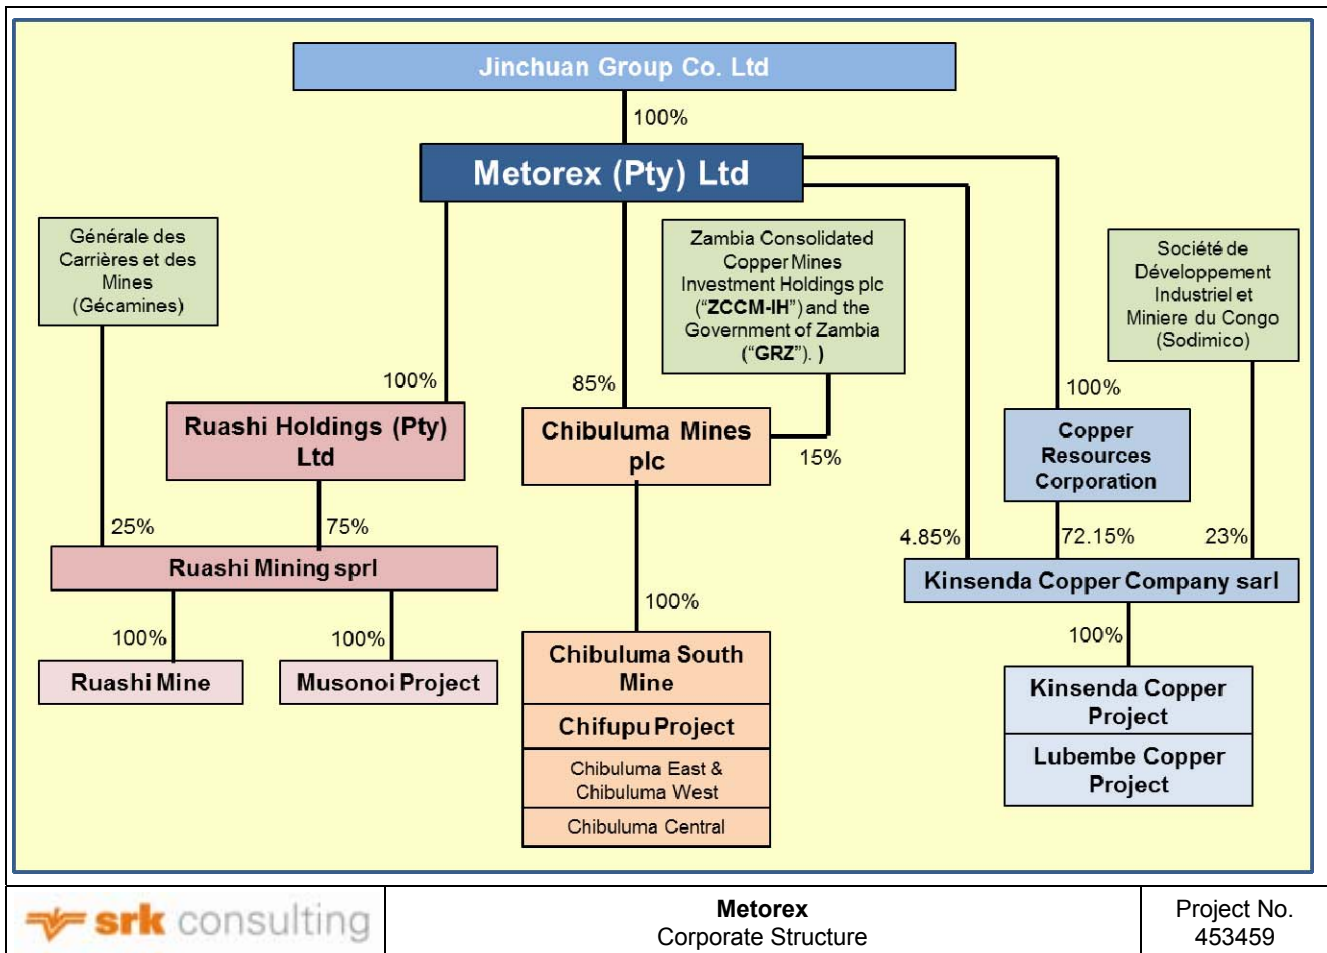 Jinchuan Group Co. Ltd
100%
Metorex (Pty) Ltd
Générale des
Carrières et des
Mines
(Gécamines)
Zambia Consolidated
Copper Mines
Investment Holdings plc
(“ZCCM-IH”) and the
Government of Zambia
(“GRZ”). )
Société de
Développement
Industriel et
Miniere du Congo
(Sodimico)
100%
85%
100%
Ruashi Holdings (Pty)
Ltd
Chibuluma Mines
plc
15%
Copper
Resources
Corporation
25%
75%
4.85%
72.15%
23%
Ruashi Mining sprl
Kinsenda Copper Company sarl
100%
100%
100%
100%
Ruashi Mine
Musonoi Project
Chibuluma South
Mine
Chifupu Project
Chibuluma East &
Chibuluma West
Chibuluma Central
Kinsenda Copper
Project
Lubembe Copper
Project
srk consulting
Metorex
Corporate Structure
Project No.
453459